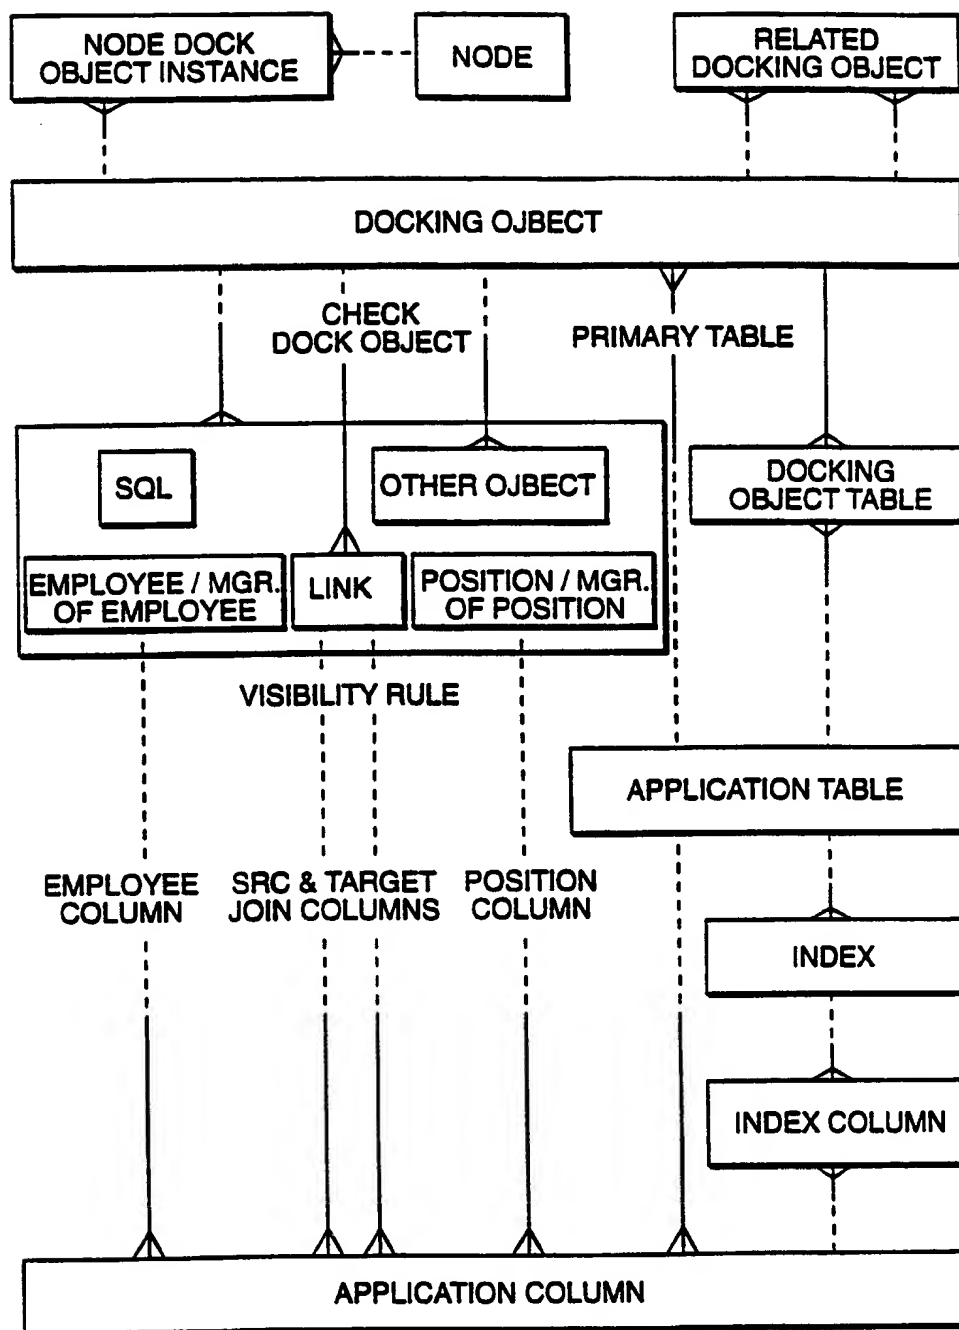 NODE DOCK
OBJECT INSTANCE
NODE
RELATED
DOCKING OBJECT
DOCKING OJBECT
CHECK
DOCK OBJECT
PRIMARY TABLE
SQL
OTHER OJBECT
DOCKING
OBJECT TABLE
EMPLOYEE / MGR.
OF EMPLOYEE
LINK
POSITION / MGR.
OF POSITION
VISIBILITY RULE
APPLICATION TABLE
EMPLOYEE
COLUMN
SRC & TARGET
JOIN COLUMNS
POSITION
COLUMN
INDEX
INDEX COLUMN
APPLICATION COLUMN